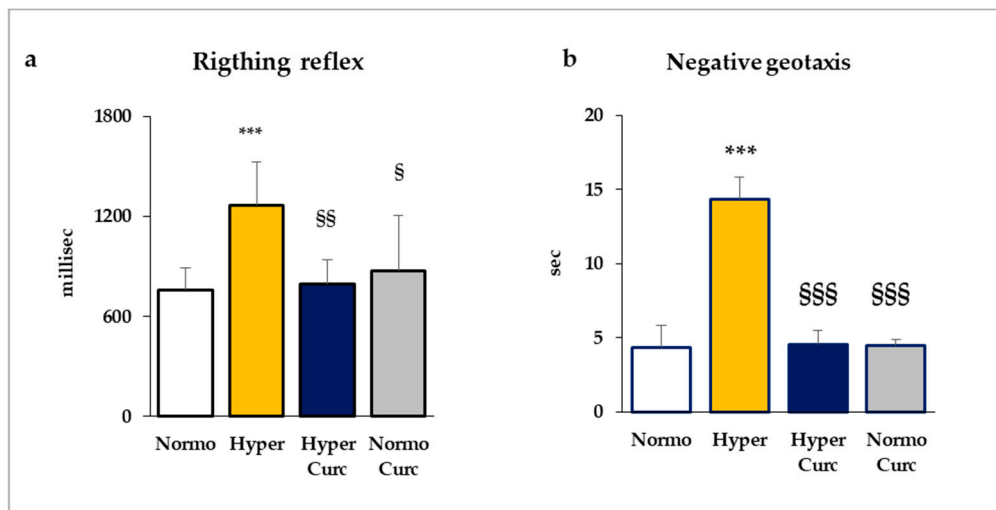 a
Rigthing reflex
1800
1200
600
0
millisec
***
§§
§
Normo
Hyper
Hyper
Curc
Normo
Curc
b
Negative geotaxis
20
15
10
5
0
sec
***
§§§
§§§
Normo
Hyper
Hyper
Curc
Normo
Curc